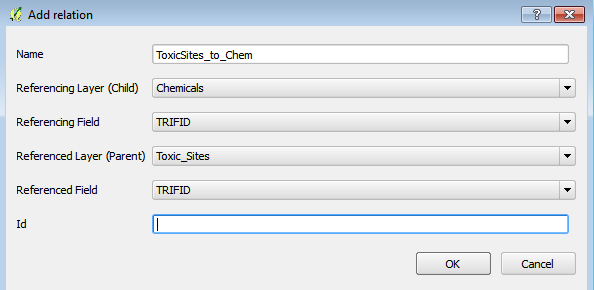 Add relation
Name ToxicSites_to_Chem
Referencing Layer (Child) Chemicals
Referencing Field TRIFID
Referenced Layer (Parent) Toxic_Sites
Referenced Field TRIFID
Id
OK Cancel